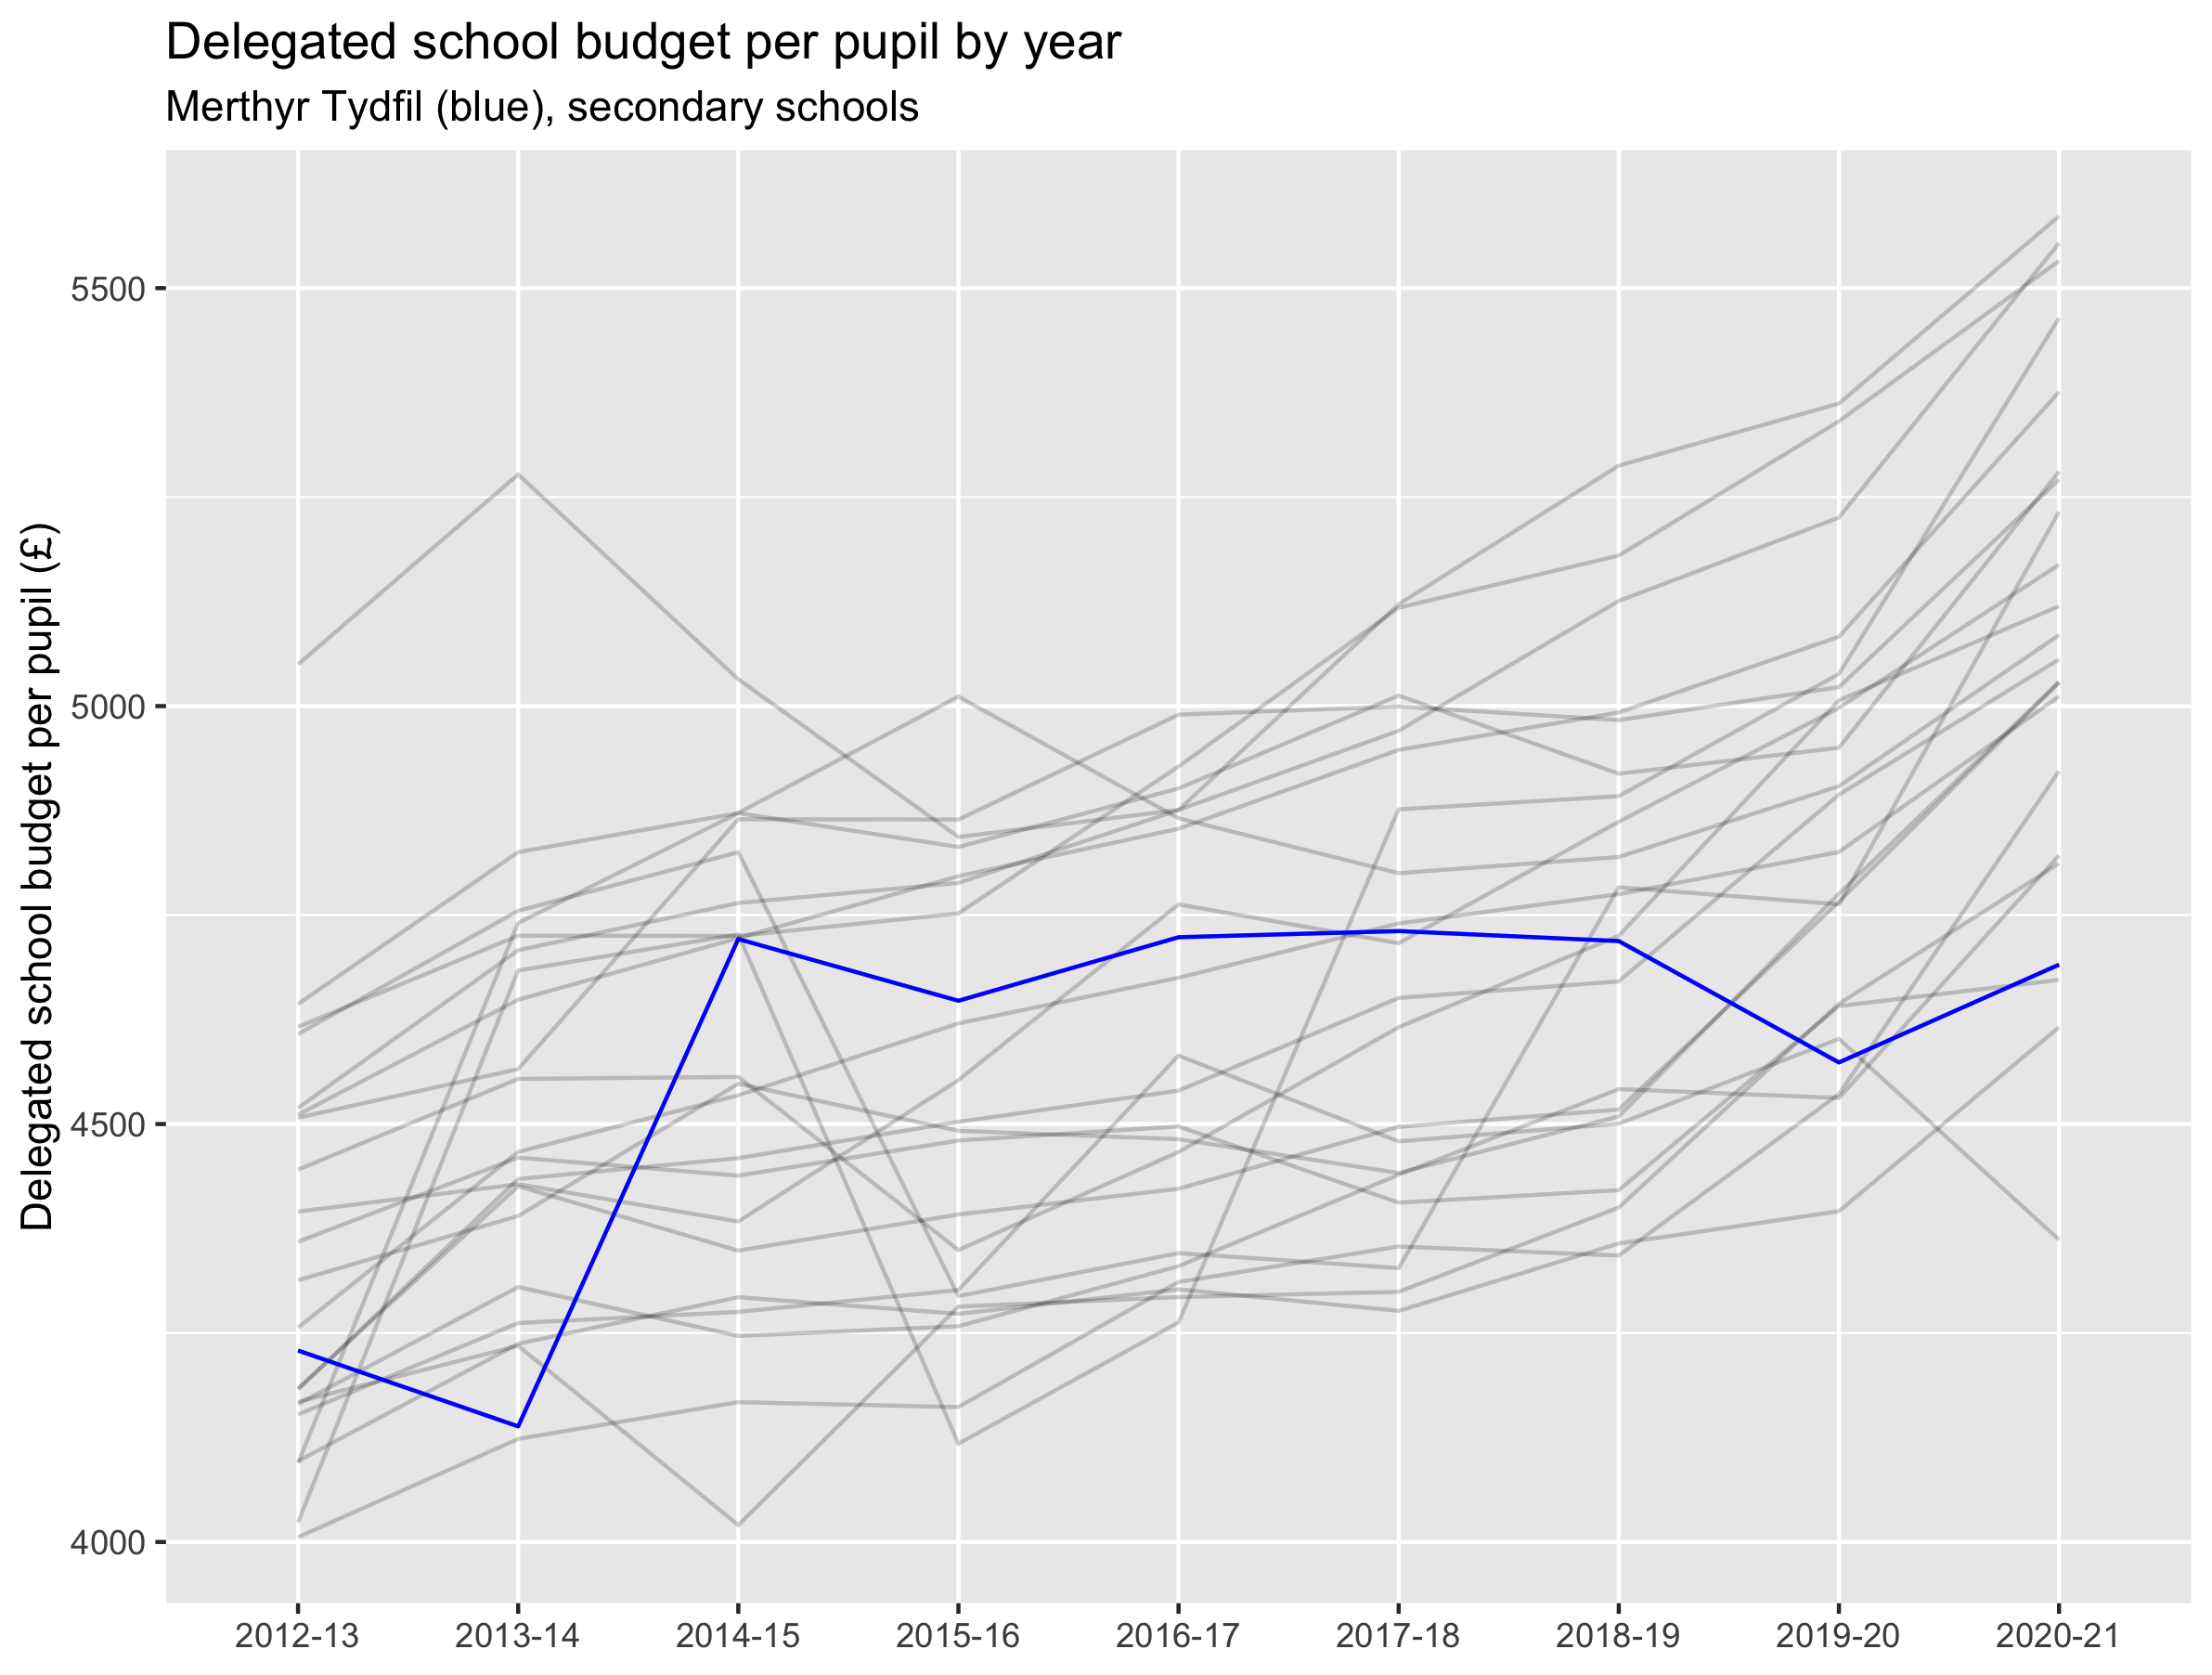 Delegated school budget per pupil by year
Merthyr Tydfil (blue), secondary schools
Delegated school budget per pupil (£)
5500
5000
4500
4000
2012-13 2013-14 2014-15 2015-16 2016-17 2017-18 2018-19 2019-20 2020-21